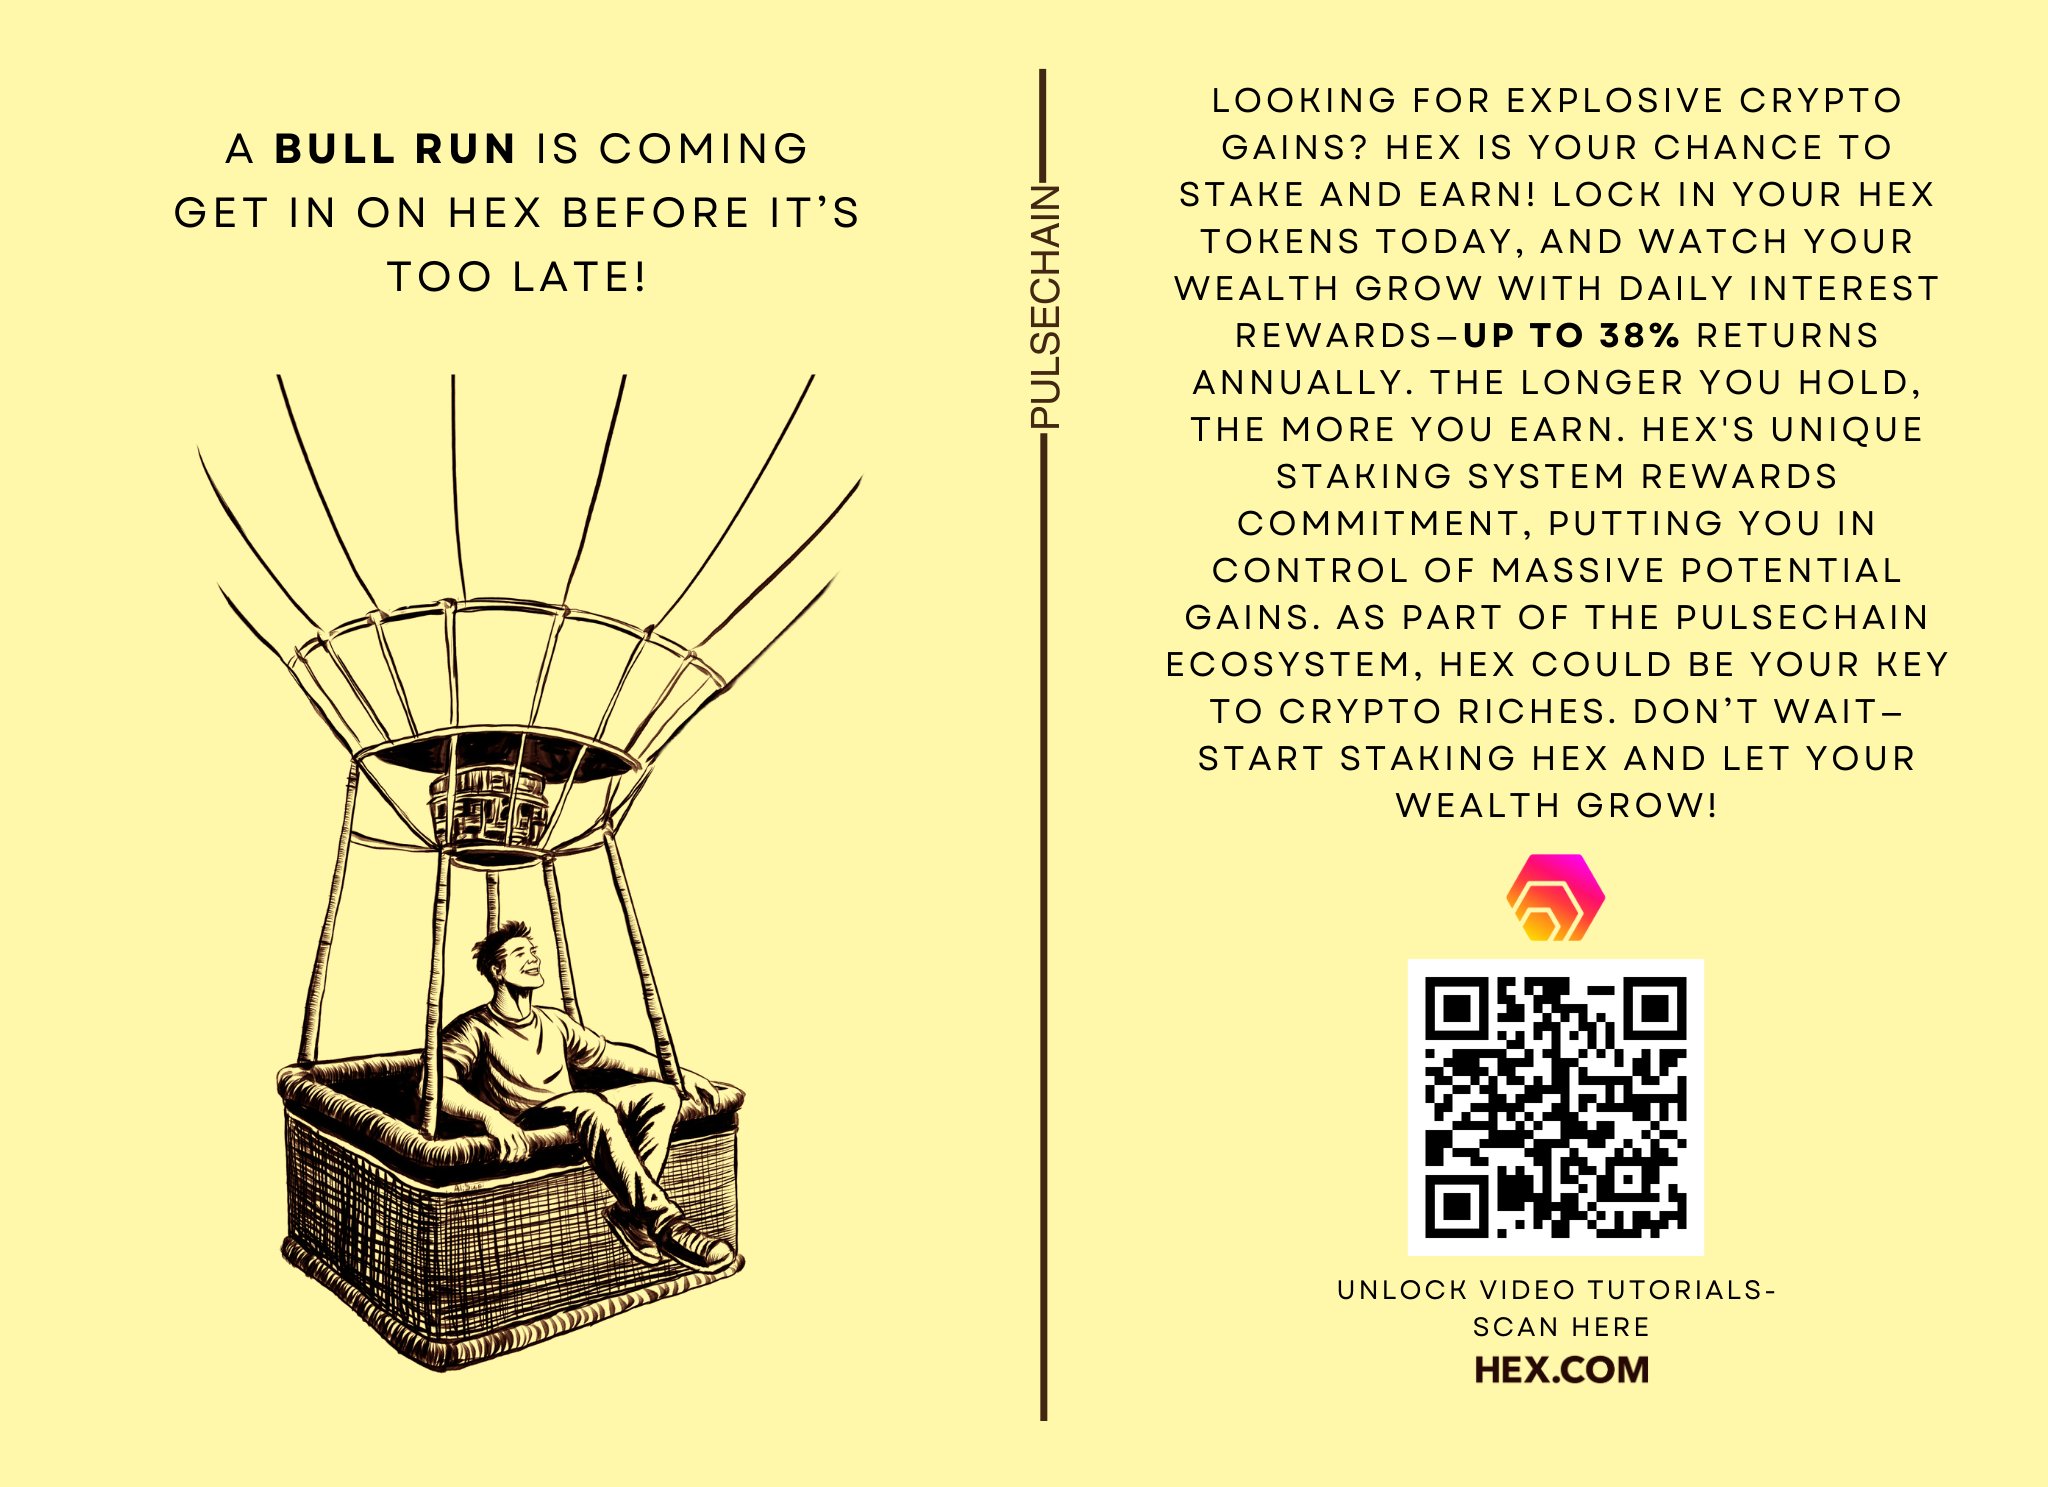 A BULL RUN IS COMING
GET IN ON HEX BEFORE IT'S
TOO LATE!
PULSECHAIN
LOOKING FOR EXPLOSIVE CRYPTO
GAINS? HEX IS YOUR CHANCE TO
STAKE AND EARN! LOCK IN YOUR HEX
TOKENS TODAY, AND WATCH YOUR
WEALTH GROW WITH DAILY INTEREST
REWARDS—UP TO 38% RETURNS
ANNUALLY. THE LONGER YOU HOLD,
THE MORE YOU EARN. HEX'S UNIQUE
STAKING SYSTEM REWARDS
COMMITMENT, PUTTING YOU IN
CONTROL OF MASSIVE POTENTIAL
GAINS. AS PART OF THE PULSECHAIN
ECOSYSTEM, HEX COULD BE YOUR KEY
TO CRYPTO RICHES. DON'T WAIT—
START STAKING HEX AND LET YOUR
WEALTH GROW!
UNLOCK VIDEO TUTORIALS-
SCAN HERE
HEX.COM